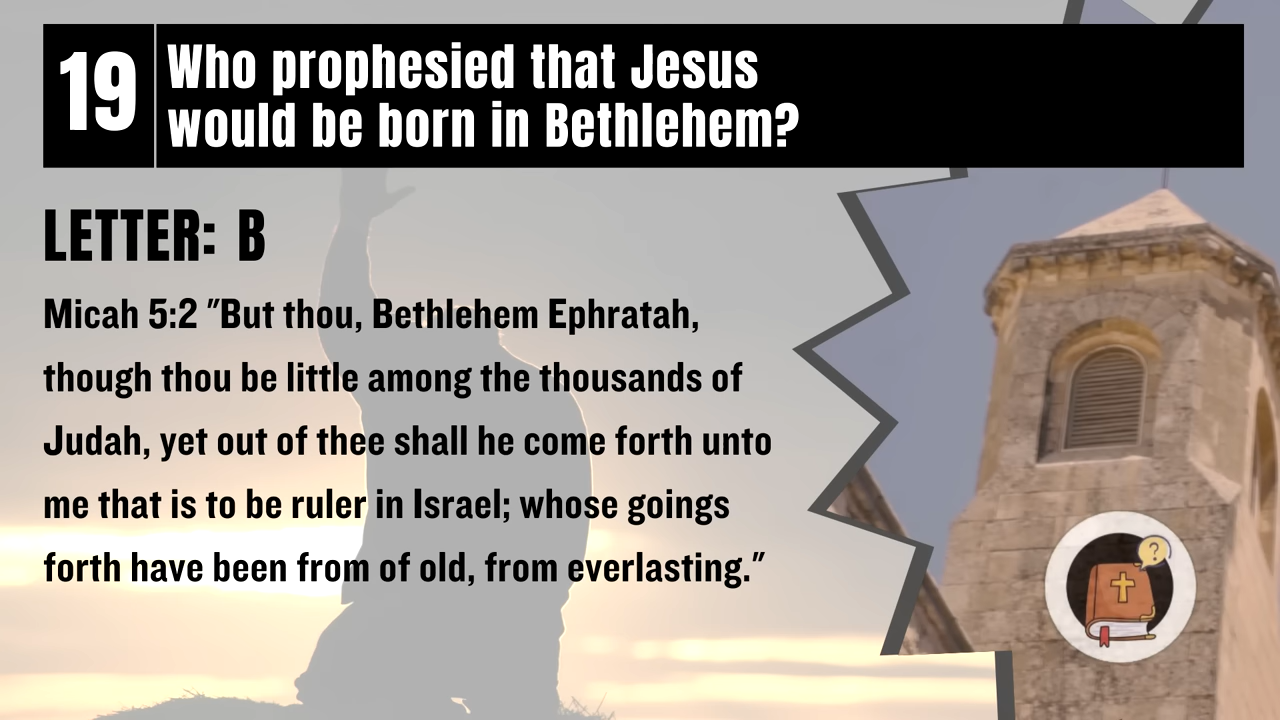 19
Who prophesied that Jesus
would be born in Bethlehem?
LETTER: B
Micah 5:2 "But thou, Bethlehem Ephratah,
though thou be little among the thousands of
Judah, yet out of thee shall he come forth unto
me that is to be ruler in Israel; whose goings
forth have been from of old, from everlasting."
?